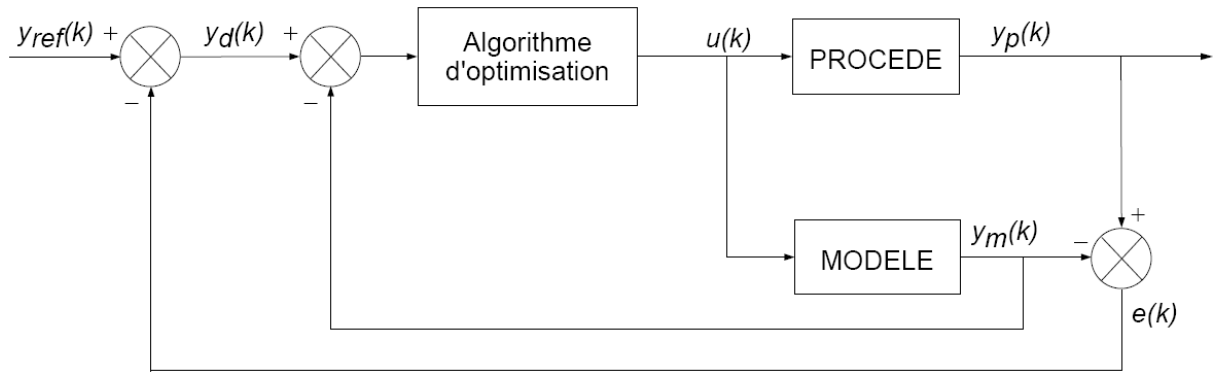 yref(k) +
yd(k) +
Algorithme
d'optimisation
u(k)
PROCEDE
yp(k)
−
−
+
MODELE
ym(k) −
e(k)